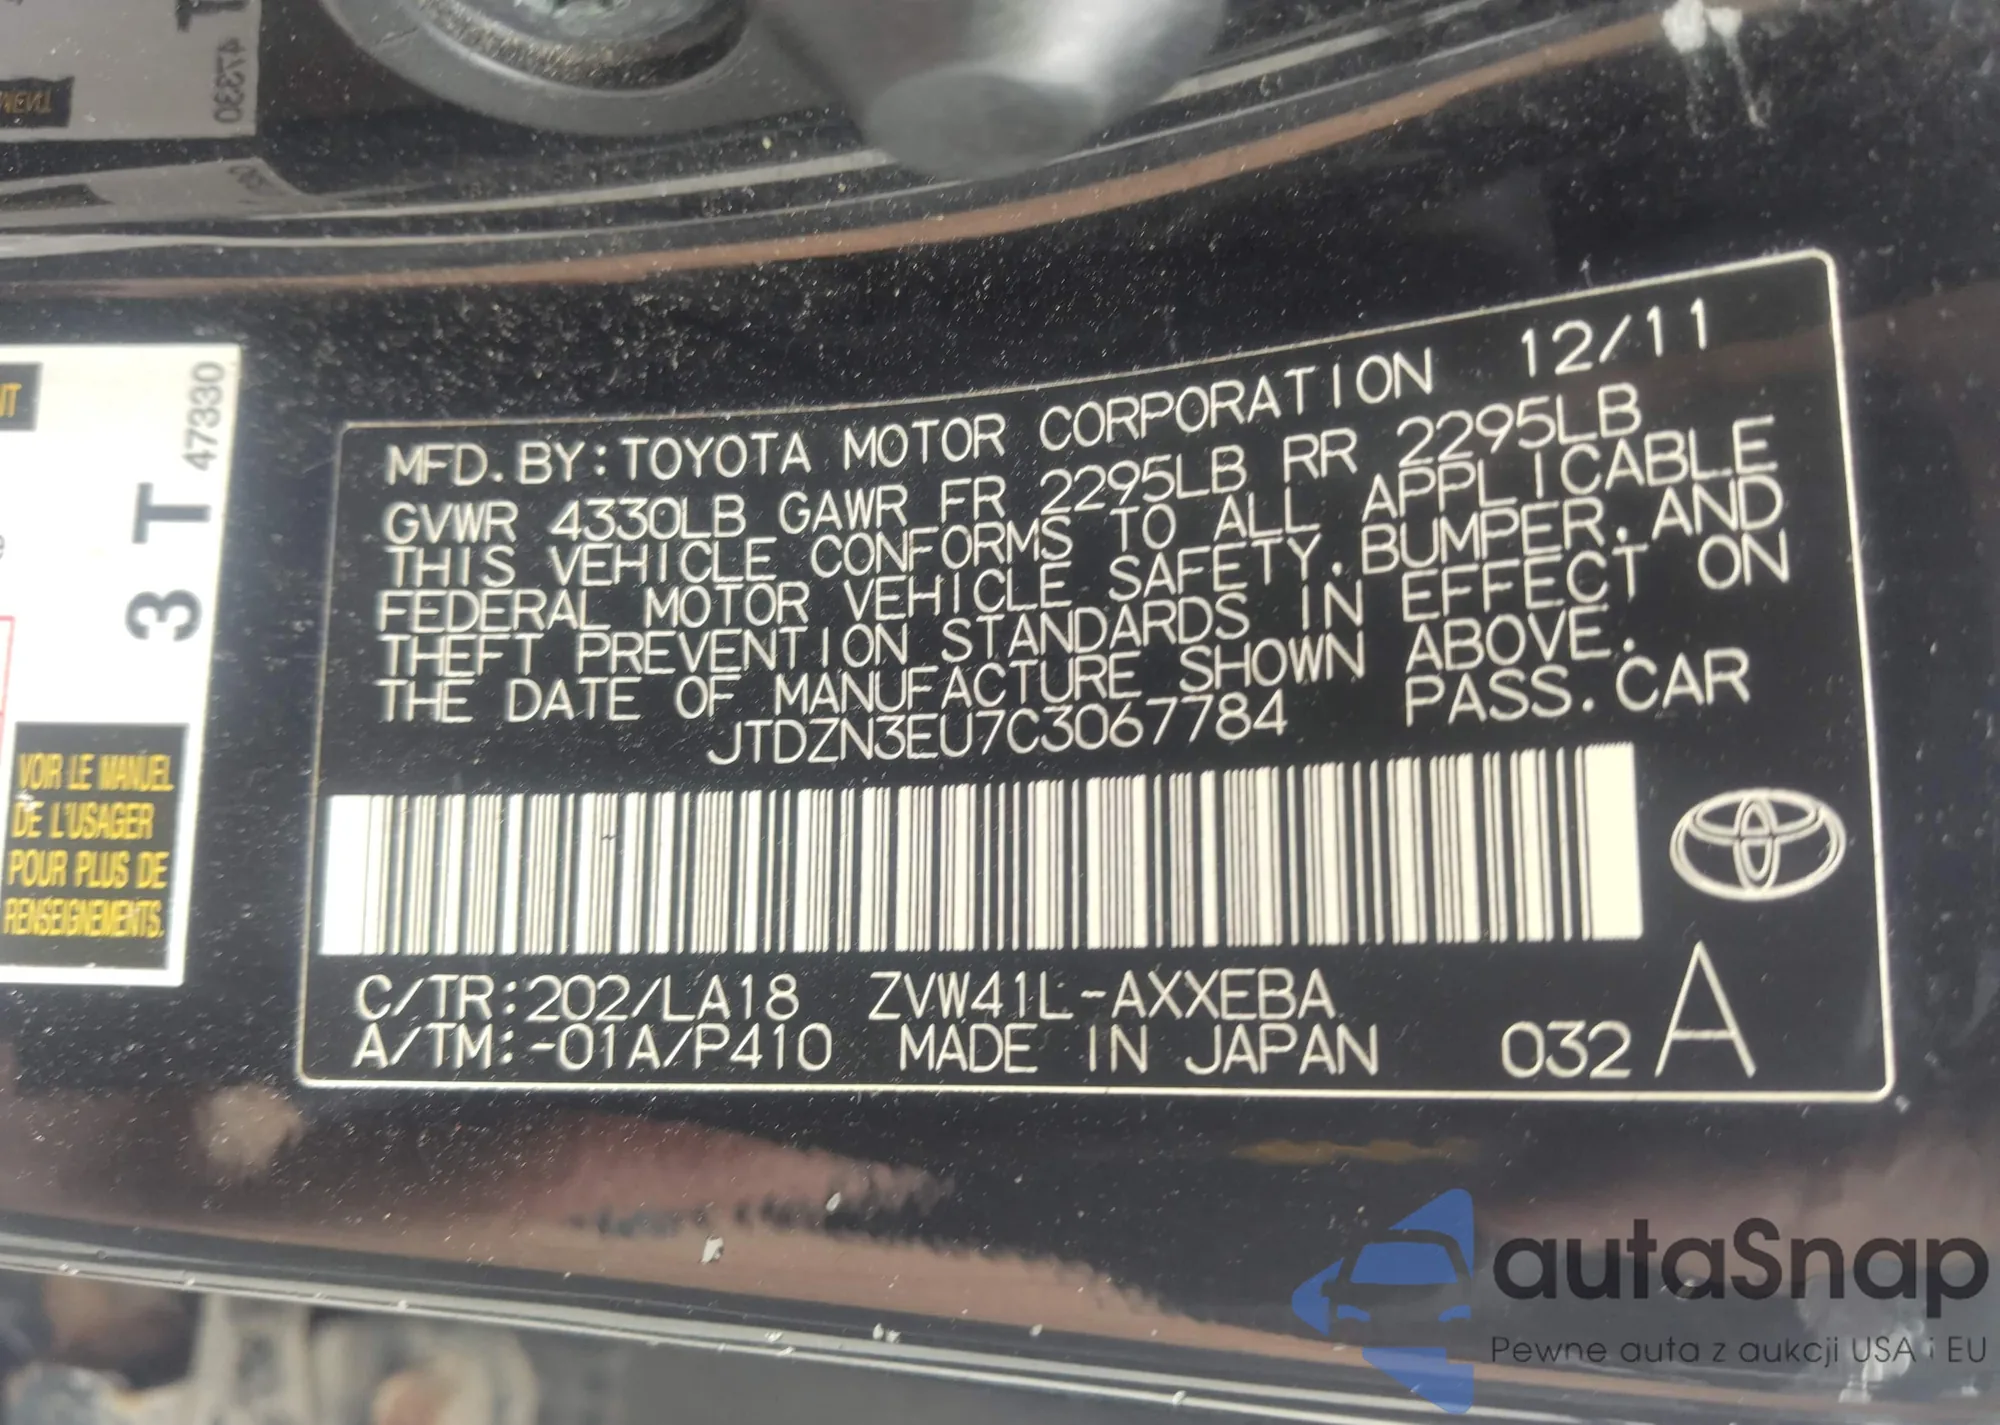 47330
47330
3 T
NT
VOIR LE MANUEL
DE L'USAGER
POUR PLUS DE
RENSEIGNEMENTS.
MFD. BY: TOYOTA MOTOR CORPORATION 12/11
GVWR 4330LB GAWR FR 2295LB RR 2295LB
THIS VEHICLE CONFORMS TO ALL APPLICABLE
FEDERAL MOTOR VEHICLE SAFETY, BUMPER, AND
THEFT PREVENTION STANDARDS IN EFFECT ON
THE DATE OF MANUFACTURE SHOWN ABOVE.
JTDZN3EU7C3067784 PASS. CAR
C/TR:202/LA18 ZVW41L-AXXEBA
A/TM:-01A/P410 MADE IN JAPAN 032 A
autaSnap
Pewne auta z aukcji USA i EU